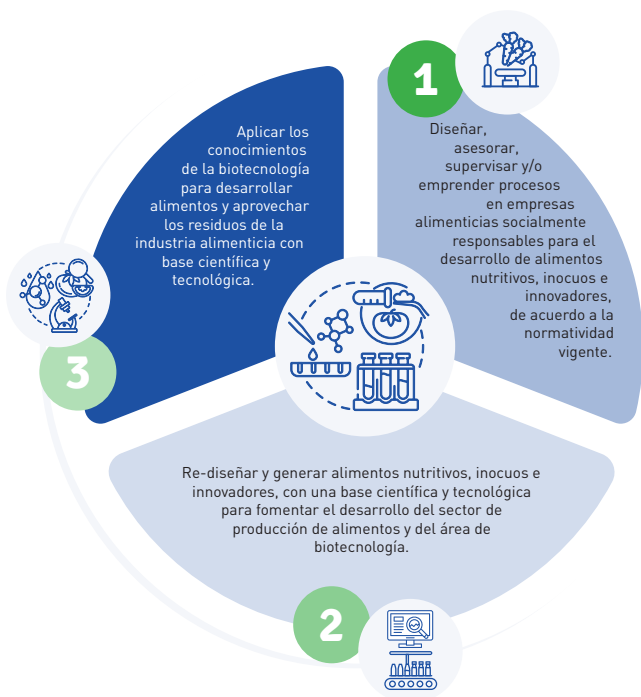 1
Diseñar,
asesorar,
supervisar y/o
emprender procesos
en empresas
alimenticias socialmente
responsables para el
desarrollo de alimentos
nutritivos, inocuos e
innovadores,
de acuerdo a la
normatividad
vigente.
2
Re-diseñar y generar alimentos nutritivos, inocuos e
innovadores, con una base científica y tecnológica
para fomentar el desarrollo del sector de
producción de alimentos y del área de
biotecnología.
3
Aplicar los
conocimientos
de la biotecnología
para desarrollar
alimentos y aprovechar
los residuos de la
industria alimenticia con
base científica y
tecnológica.